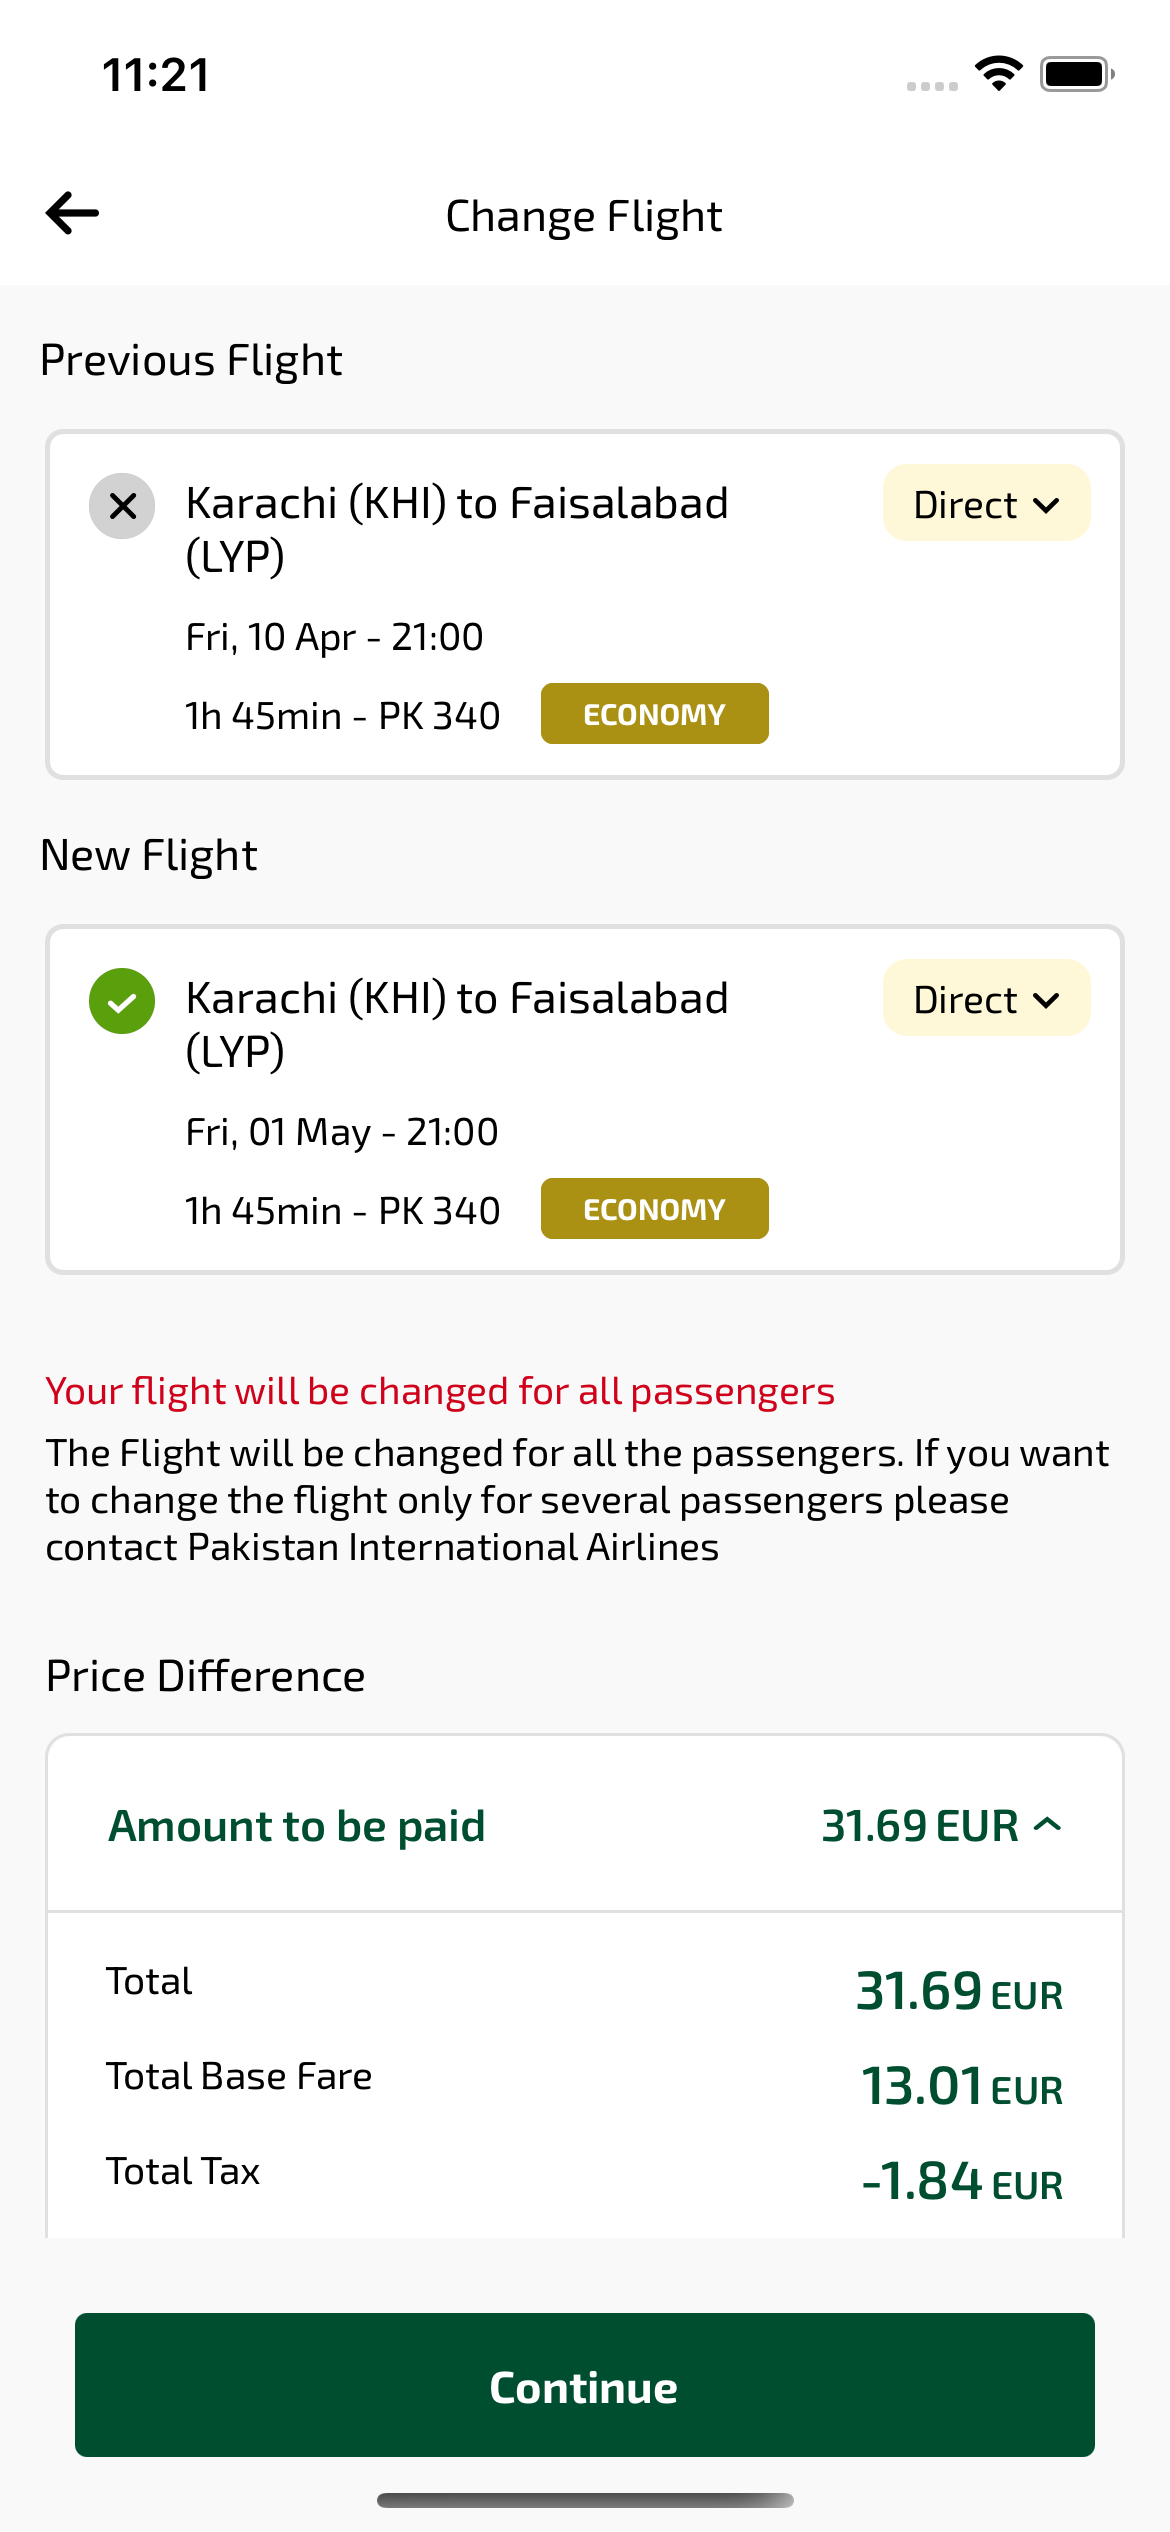 11:21
Change Flight
Previous Flight
Karachi (KHI) to Faisalabad
(LYP)
Direct
Fri, 10 Apr - 21:00
1h 45min - PK 340
ECONOMY
New Flight
Karachi (KHI) to Faisalabad
(LYP)
Direct
Fri, 01 May - 21:00
1h 45min - PK 340
ECONOMY
Your flight will be changed for all passengers
The Flight will be changed for all the passengers. If you want
to change the flight only for several passengers please
contact Pakistan International Airlines
Price Difference
Amount to be paid 31.69 EUR
Total 31.69 EUR
Total Base Fare 13.01 EUR
Total Tax -1.84 EUR
Continue